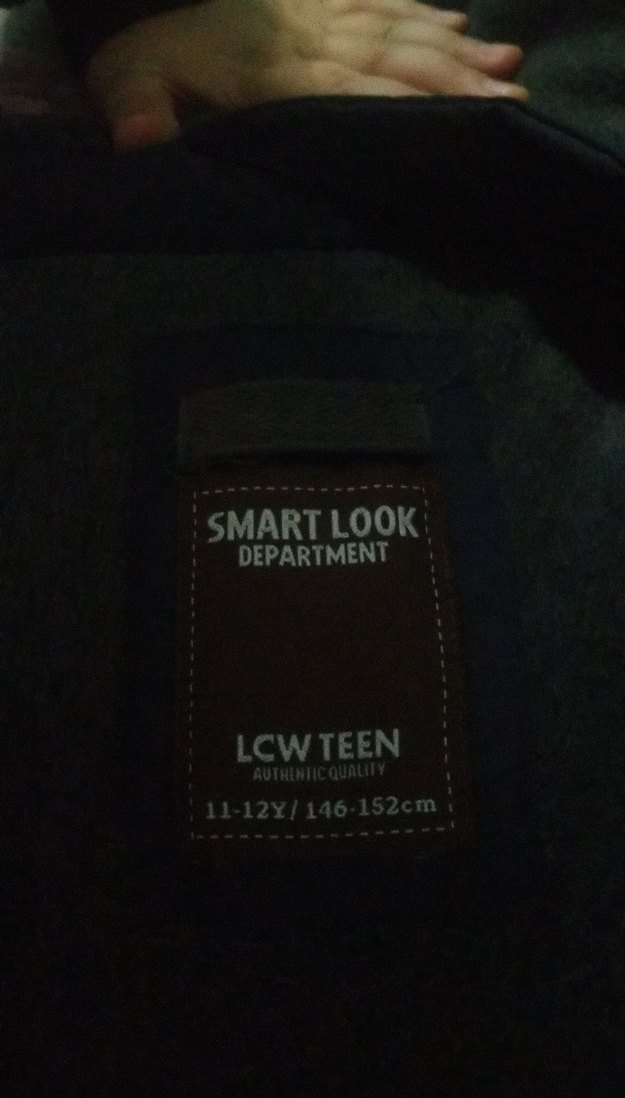 SMART LOOK
DEPARTMENT
LCW TEEN
AUTHENTIC QUALITY
11-12Y/ 146-152cm